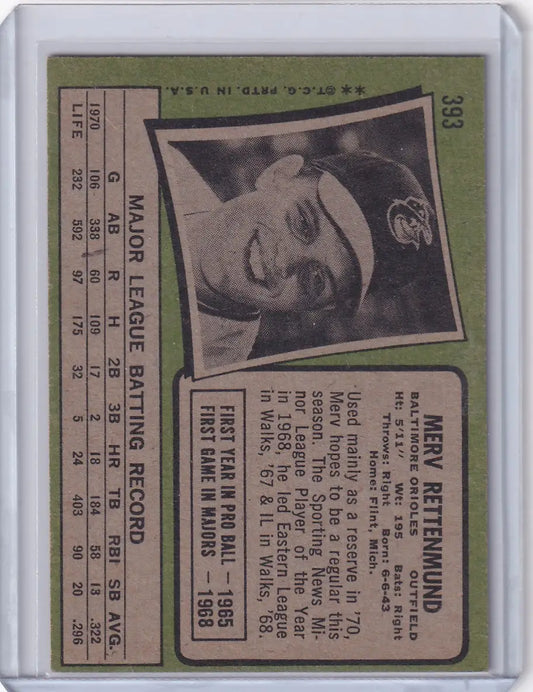 393
**©T.C.G. PRTD. IN U.S.A.
MERV RETTENMUND
BALTIMORE ORIOLES OUTFIELD
Ht: 5'11" Wt: 195 Bats: Right
Throws: Right Born: 6-6-43
Home: Flint, Mich.
Used mainly as a reserve in '70,
Merv hopes to be a regular this
season. The Sporting News Mi-
nor League Player of the Year
in 1968, he led Eastern League
in Walks, '67 & IL in Walks, '68.
FIRST YEAR IN PRO BALL — 1965
FIRST GAME IN MAJORS — 1968
MAJOR LEAGUE BATTING RECORD
G AB R H 2B 3B HR TB RBI SB AVG.
1970 106 338 60 109 17 2 18 184 58 13 .322
LIFE 232 592 97 175 32 5 24 403 90 20 .296